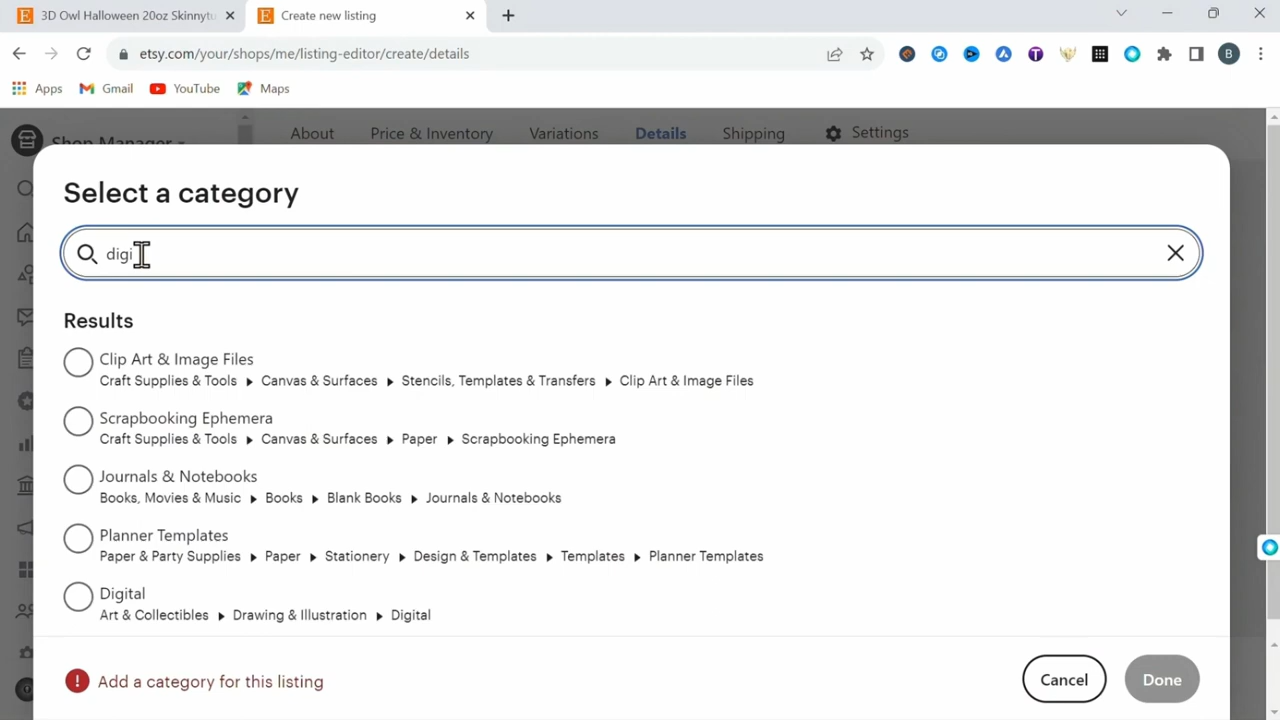 3D Owl Halloween 20oz Skinnytu
Create new listing
etsy.com/your/shops/me/listing-editor/create/details
B
Apps Gmail YouTube Maps
Shop Manager
About Price & Inventory Variations Details Shipping Settings
Select a category
digi
Results
Clip Art & Image Files
Craft Supplies & Tools ▸ Canvas & Surfaces ▸ Stencils, Templates & Transfers ▸ Clip Art & Image Files
Scrapbooking Ephemera
Craft Supplies & Tools ▸ Canvas & Surfaces ▸ Paper ▸ Scrapbooking Ephemera
Journals & Notebooks
Books, Movies & Music ▸ Books ▸ Blank Books ▸ Journals & Notebooks
Planner Templates
Paper & Party Supplies ▸ Paper ▸ Stationery ▸ Design & Templates ▸ Templates ▸ Planner Templates
Digital
Art & Collectibles ▸ Drawing & Illustration ▸ Digital
Add a category for this listing
Cancel
Done